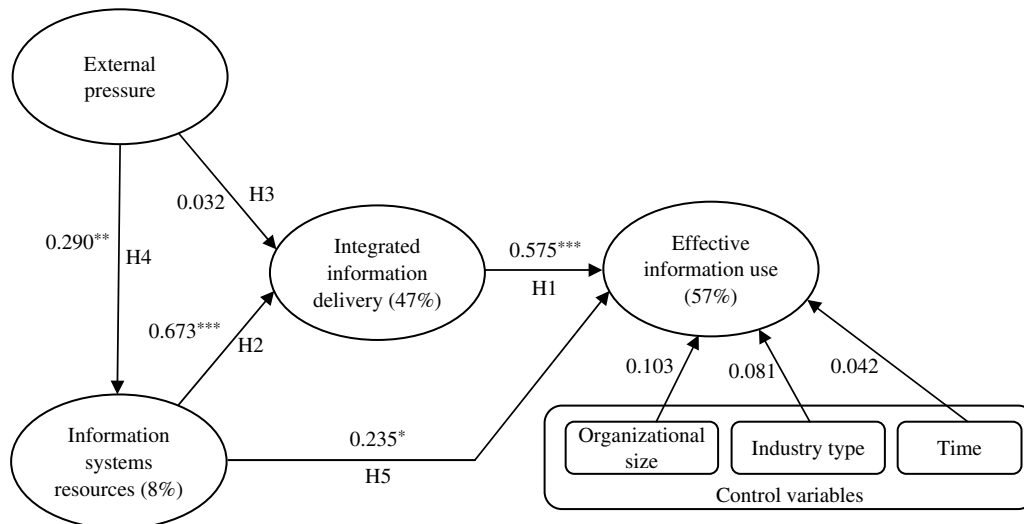 External
pressure
0.032
H3
0.290**
H4
Integrated
information
delivery (47%)
0.575***
H1
Effective
information use
(57%)
0.673***
H2
0.103
0.081
0.042
Information
systems
resources (8%)
0.235*
H5
Organizational
size
Industry type
Time
Control variables